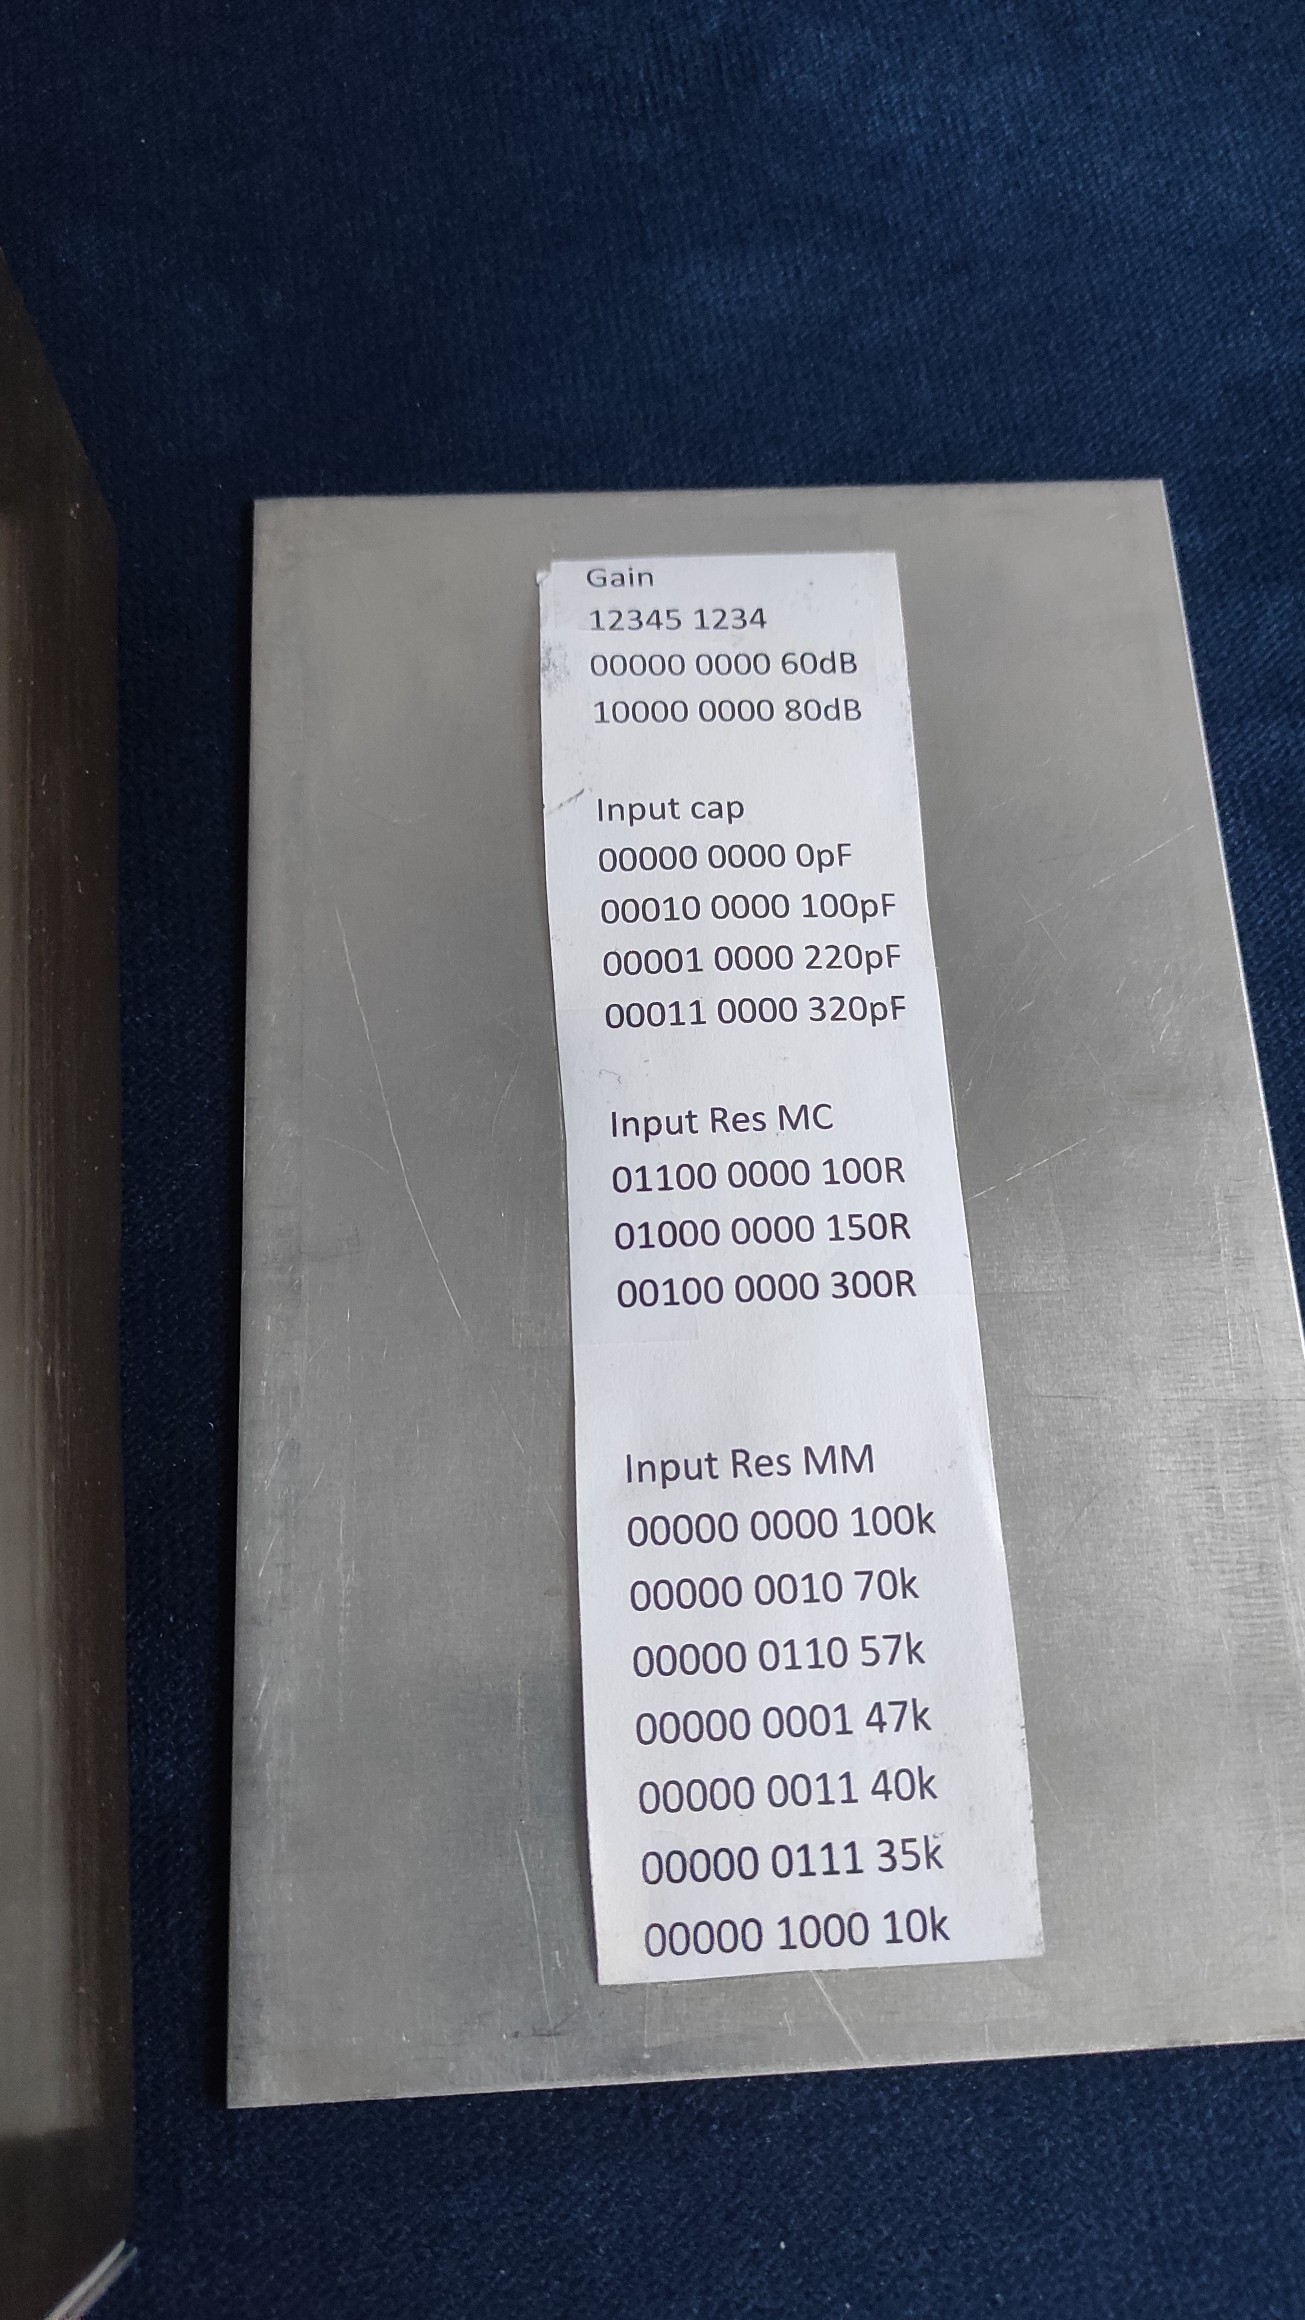 Gain
12345 1234
00000 0000 60dB
10000 0000 80dB
Input cap
00000 0000 0pF
00010 0000 100pF
00001 0000 220pF
00011 0000 320pF
Input Res MC
01100 0000 100R
01000 0000 150R
00100 0000 300R
Input Res MM
00000 0000 100k
00000 0010 70k
00000 0110 57k
00000 0001 47k
00000 0011 40k
00000 0111 35k
00000 1000 10k